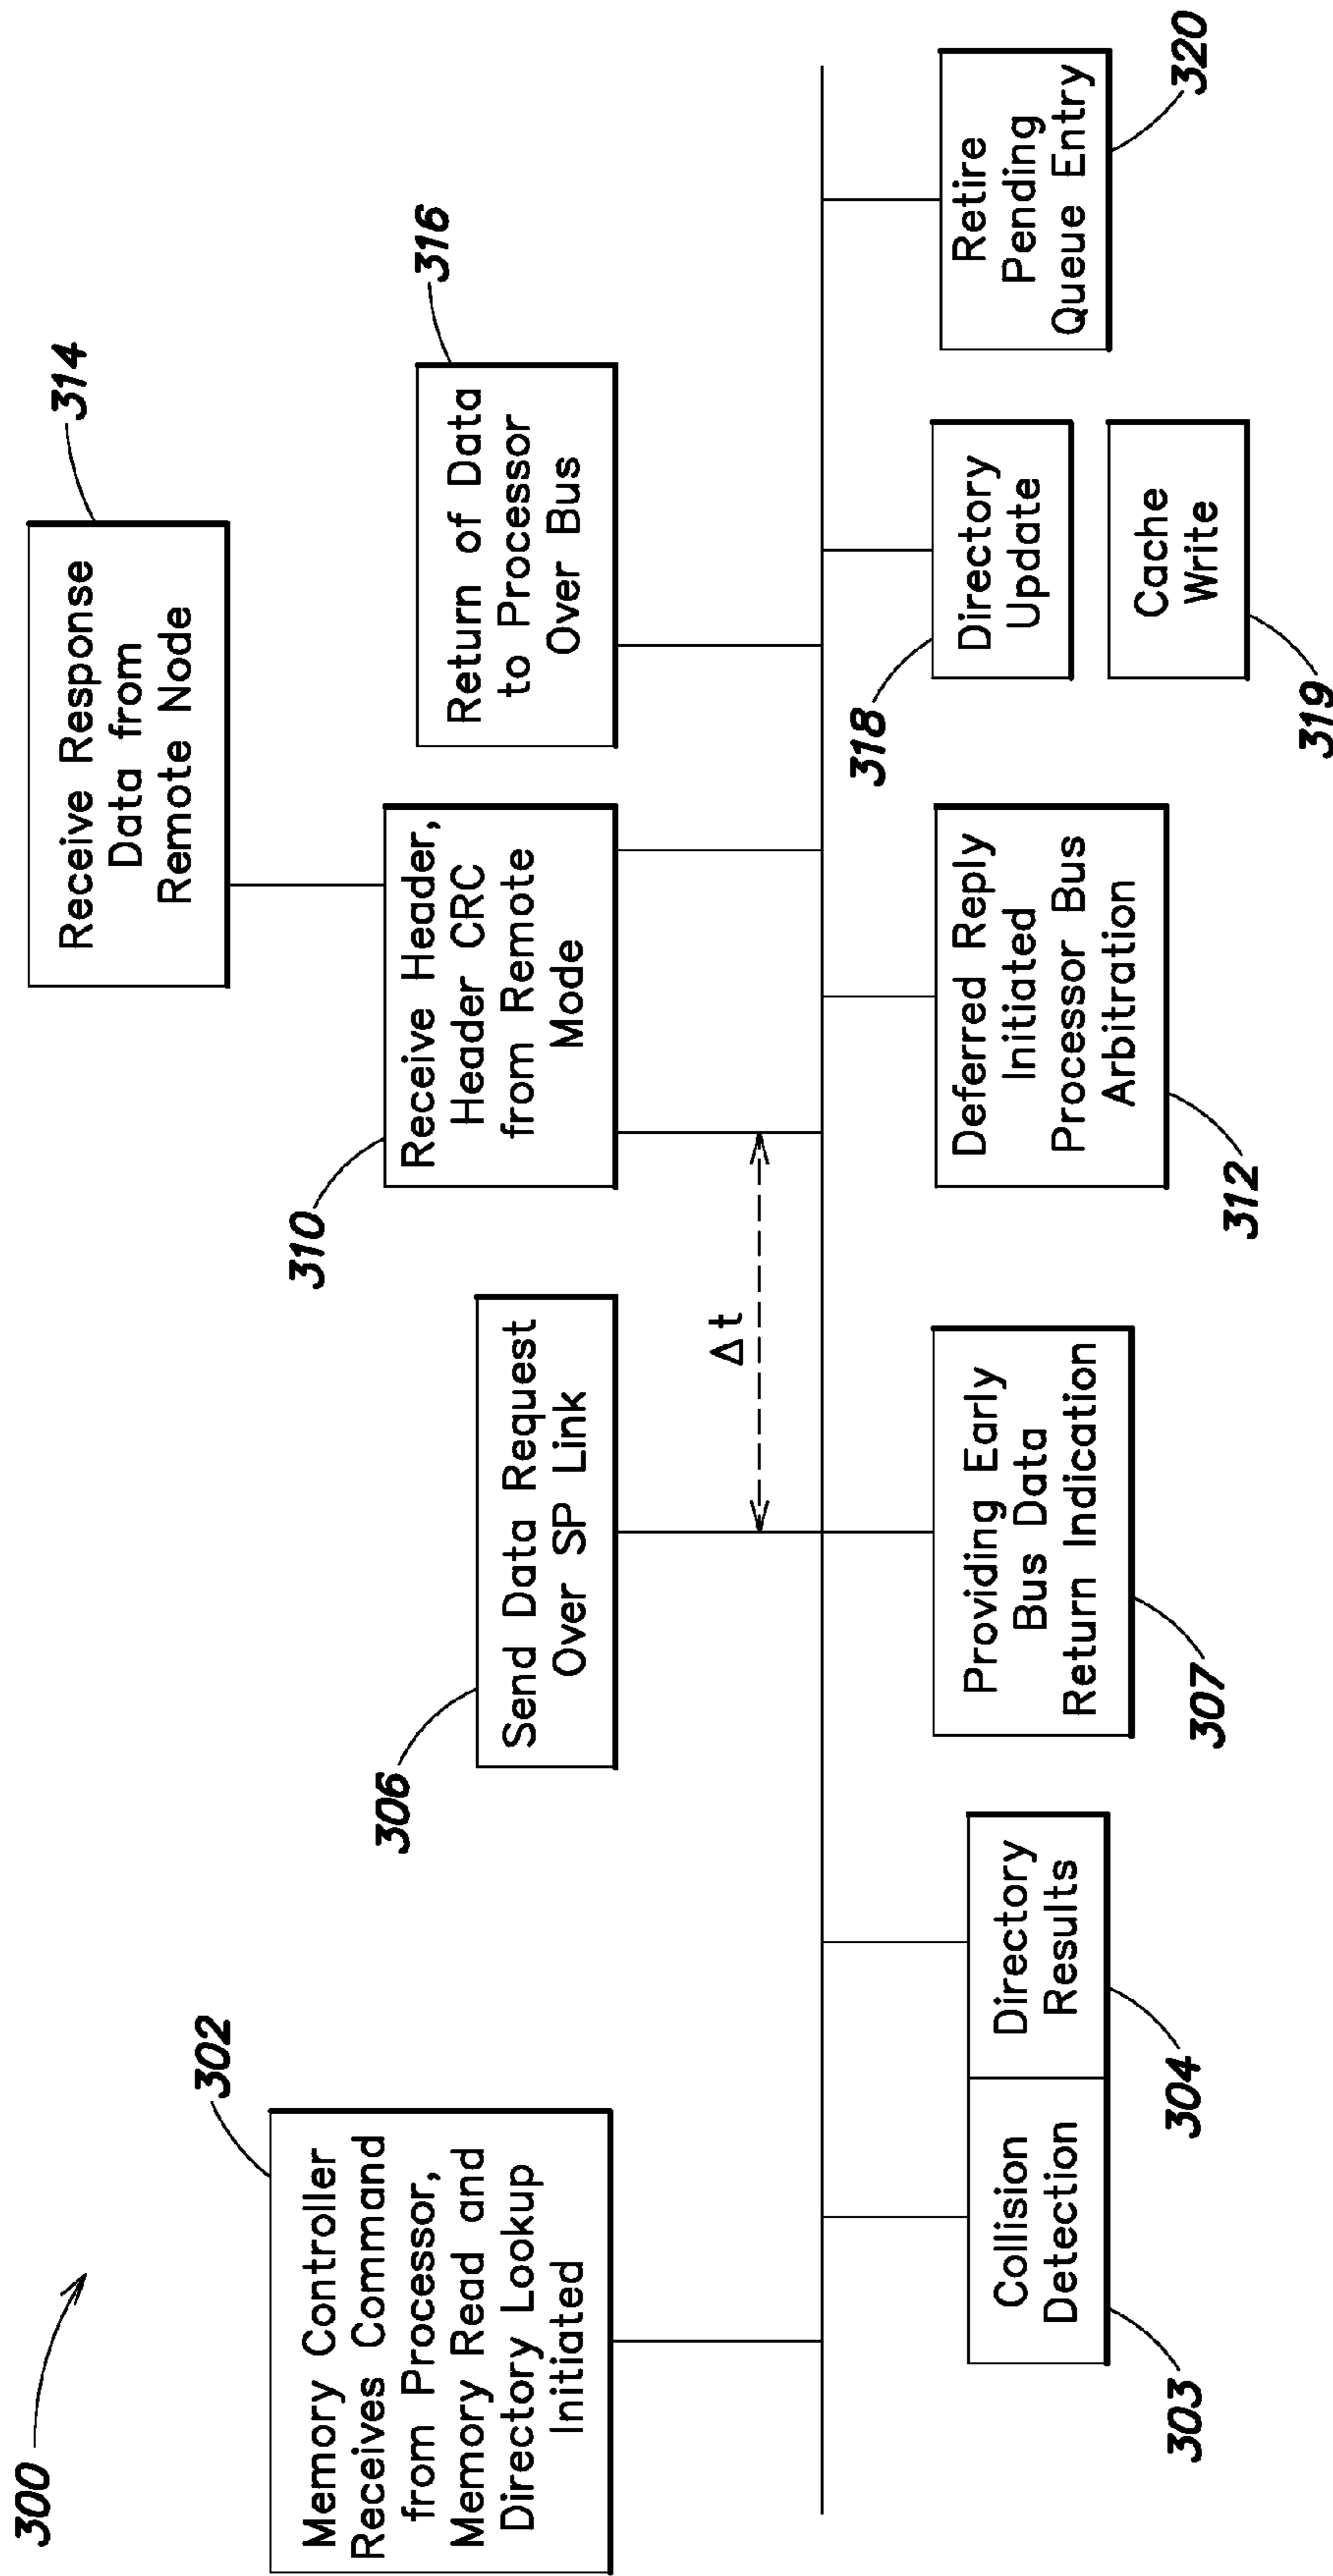 300
302
Memory Controller
Receives Command
from Processor,
Memory Read and
Directory Lookup
Initiated
303
Collision
Detection
304
Directory
Results
306
Send Data Request
Over SP Link
307
Providing Early
Bus Data
Return Indication
Δt
310
Receive Header,
Header CRC
from Remote
Mode
312
Deferred Reply
Initiated
Processor Bus
Arbitration
314
Receive Response
Data from
Remote Node
316
Return of Data
to Processor
Over Bus
318
Directory
Update
319
Cache
Write
320
Retire
Pending
Queue Entry